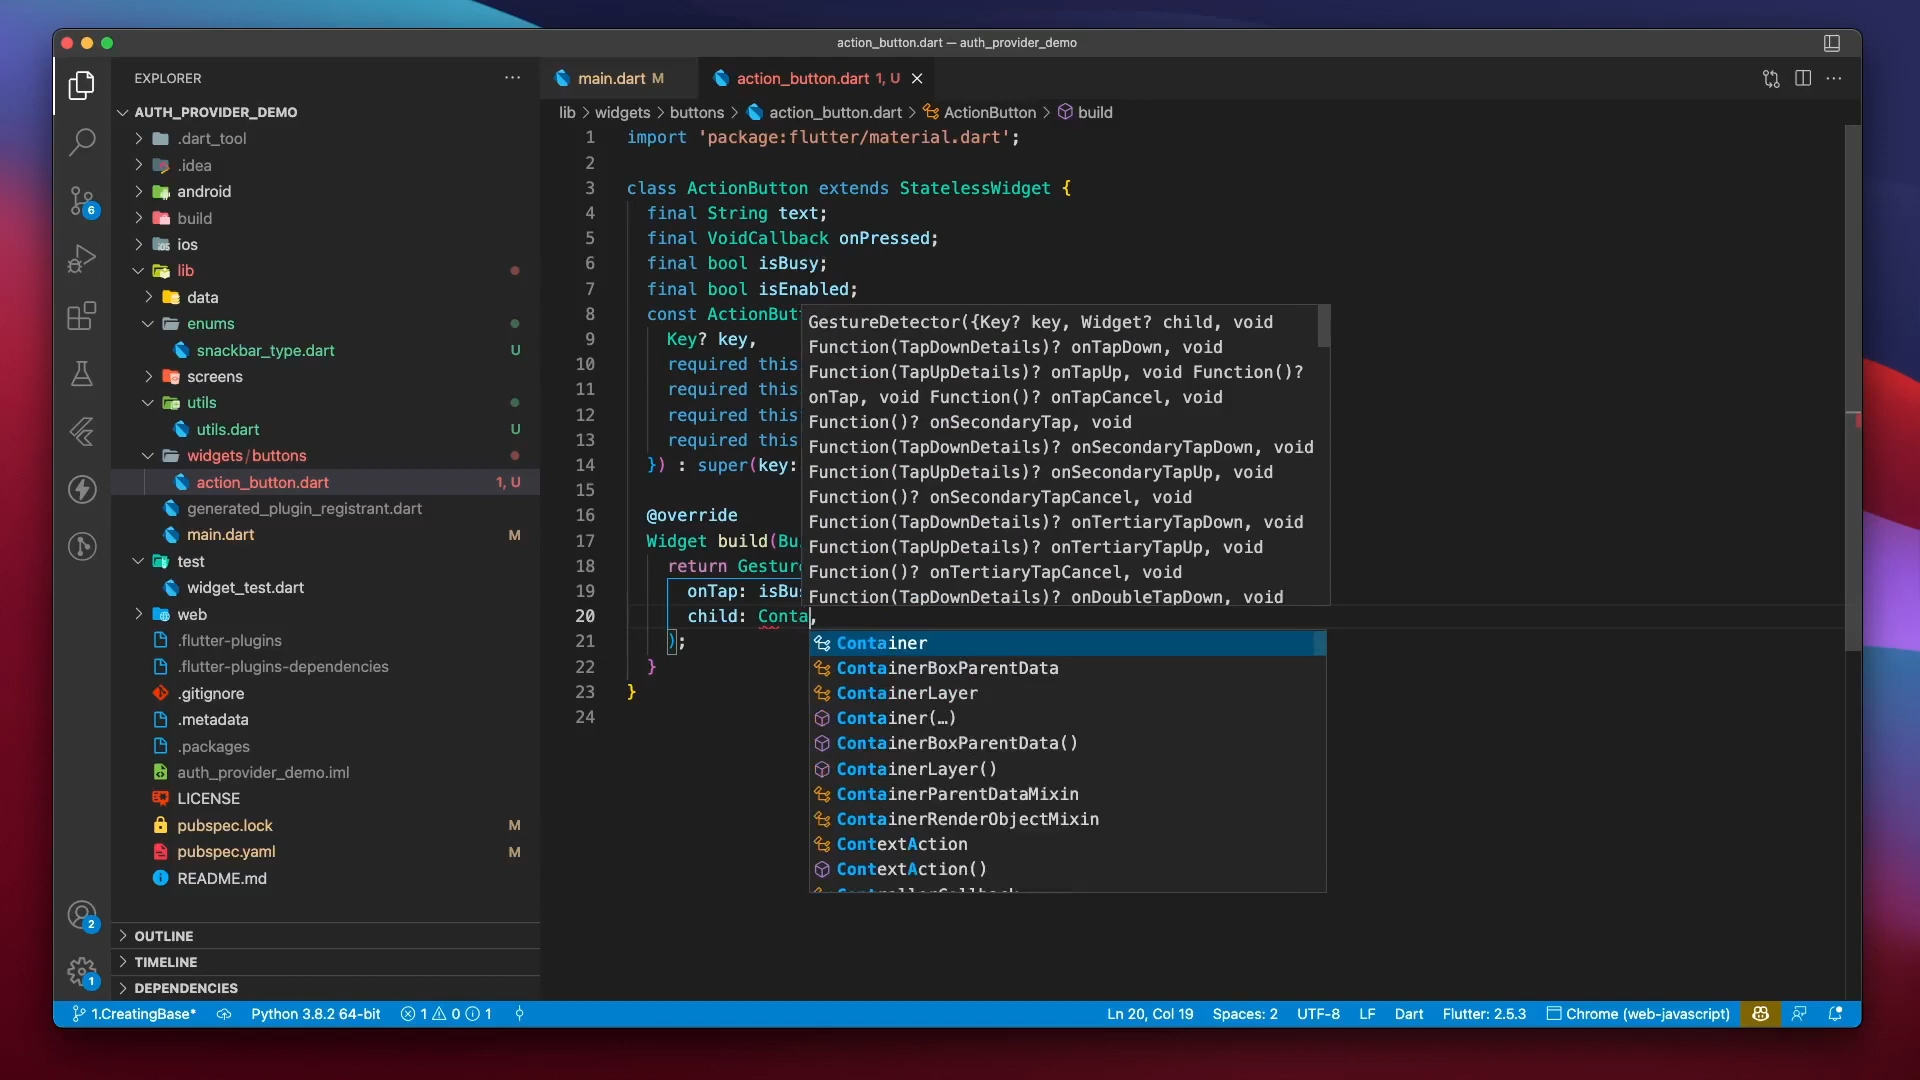 action_button.dart — auth_provider_demo
EXPLORER
main.dart M
action_button.dart 1, U
AUTH_PROVIDER_DEMO
lib > widgets > buttons > action_button.dart > ActionButton > build
.dart_tool
.idea
android
build
ios
lib
data
enums
snackbar_type.dart U
screens
utils
utils.dart U
widgets/buttons
action_button.dart 1, U
generated_plugin_registrant.dart
main.dart M
test
widget_test.dart
web
.flutter-plugins
.flutter-plugins-dependencies
.gitignore
.metadata
.packages
auth_provider_demo.iml
LICENSE
pubspec.lock M
pubspec.yaml M
README.md
OUTLINE
TIMELINE
DEPENDENCIES
6
2
1
1 import 'package:flutter/material.dart';
2
3 class ActionButton extends StatelessWidget {
4 final String text;
5 final VoidCallback onPressed;
6 final bool isBusy;
7 final bool isEnabled;
8 const ActionButt
9 Key? key,
10 required this
11 required this
12 required this
13 required this
14 }) : super(key:
15
16 @override
17 Widget build(Bu
18 return Gestur
19 onTap: isBus
20 child: Conta,
21 );
22 }
23 }
24
GestureDetector({Key? key, Widget? child, void
Function(TapDownDetails)? onTapDown, void
Function(TapUpDetails)? onTapUp, void Function()?
onTap, void Function()? onTapCancel, void
Function()? onSecondaryTap, void
Function(TapDownDetails)? onSecondaryTapDown, void
Function(TapUpDetails)? onSecondaryTapUp, void
Function()? onSecondaryTapCancel, void
Function(TapDownDetails)? onTertiaryTapDown, void
Function(TapUpDetails)? onTertiaryTapUp, void
Function()? onTertiaryTapCancel, void
Function(TapDownDetails)? onDoubleTapDown, void
Container
ContainerBoxParentData
ContainerLayer
Container(…)
ContainerBoxParentData()
ContainerLayer()
ContainerParentDataMixin
ContainerRenderObjectMixin
ContextAction
ContextAction()
1.CreatingBase* Python 3.8.2 64-bit 1 0 1 Ln 20, Col 19 Spaces: 2 UTF-8 LF Dart Flutter: 2.5.3 Chrome (web-javascript)